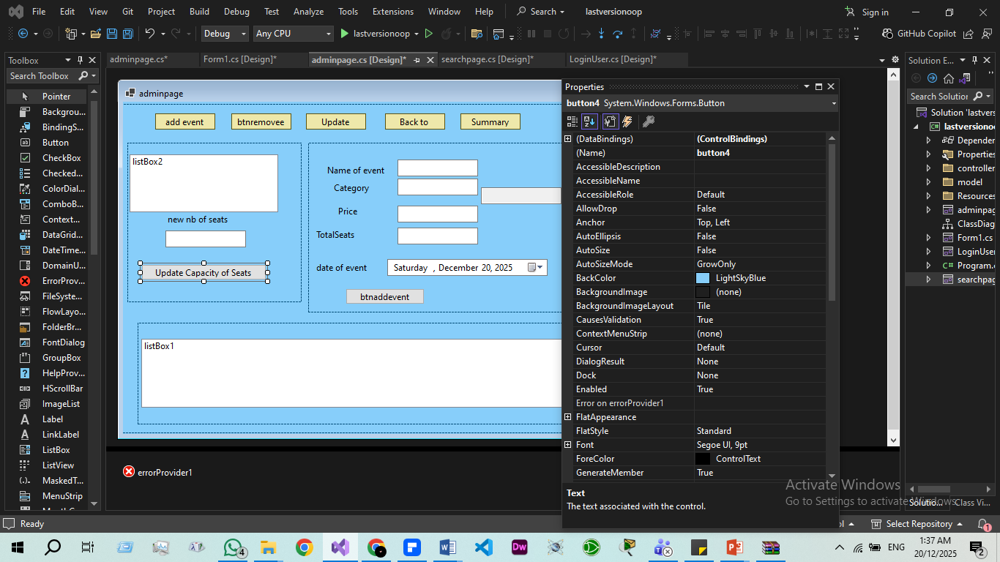 File Edit View Git Project Build Debug Test Analyze Tools Extensions Window Help Search lastversionoop Sign in
Debug Any CPU lastversionoop GitHub Copilot
Toolbox
Search Toolbox
Pointer
Backgrou...
BindingS...
Button
CheckBox
Checked...
ColorDial...
ComboB...
Context...
DataGrid...
DateTime...
DomainU...
ErrorProv...
FileSyste...
FlowLayo...
FolderBr...
FontDialog
GroupBox
HelpProv...
HScrollBar
ImageList
Label
LinkLabel
ListBox
ListView
MaskedT...
MenuStrip
adminpage.cs* Form1.cs [Design]* adminpage.cs [Design]* searchpage.cs [Design]* LoginUser.cs [Design]*
adminpage
add event btnremovee Update Back to Summary
listBox2
new nb of seats
Update Capacity of Seats
Name of event
Category
Price
TotalSeats
date of event Saturday , December 20, 2025
btnaddevent
listBox1
errorProvider1
Properties
button4 System.Windows.Forms.Button
(DataBindings) (ControlBindings)
(Name) button4
AccessibleDescription
AccessibleName
AccessibleRole Default
AllowDrop False
Anchor Top, Left
AutoEllipsis False
AutoSize False
AutoSizeMode GrowOnly
BackColor LightSkyBlue
BackgroundImage (none)
BackgroundImageLayout Tile
CausesValidation True
ContextMenuStrip (none)
Cursor Default
DialogResult None
Dock None
Enabled True
Error on errorProvider1
FlatAppearance
FlatStyle Standard
Font Segoe UI, 9pt
ForeColor ControlText
GenerateMember True
Text
The text associated with the control.
Solution E...
Search Solution
Solution 'lastvers
lastversionoo
Depender
Properties
controller
model
Resources
adminpag
ClassDiag
Form1.cs
LoginUser
Program.c
searchpag
Solutio... Class Vi...
Activate Windows
Go to Settings to activate Windows.
Ready Select Repository 1
4 Dw ENG 1:37 AM
20/12/2025 2